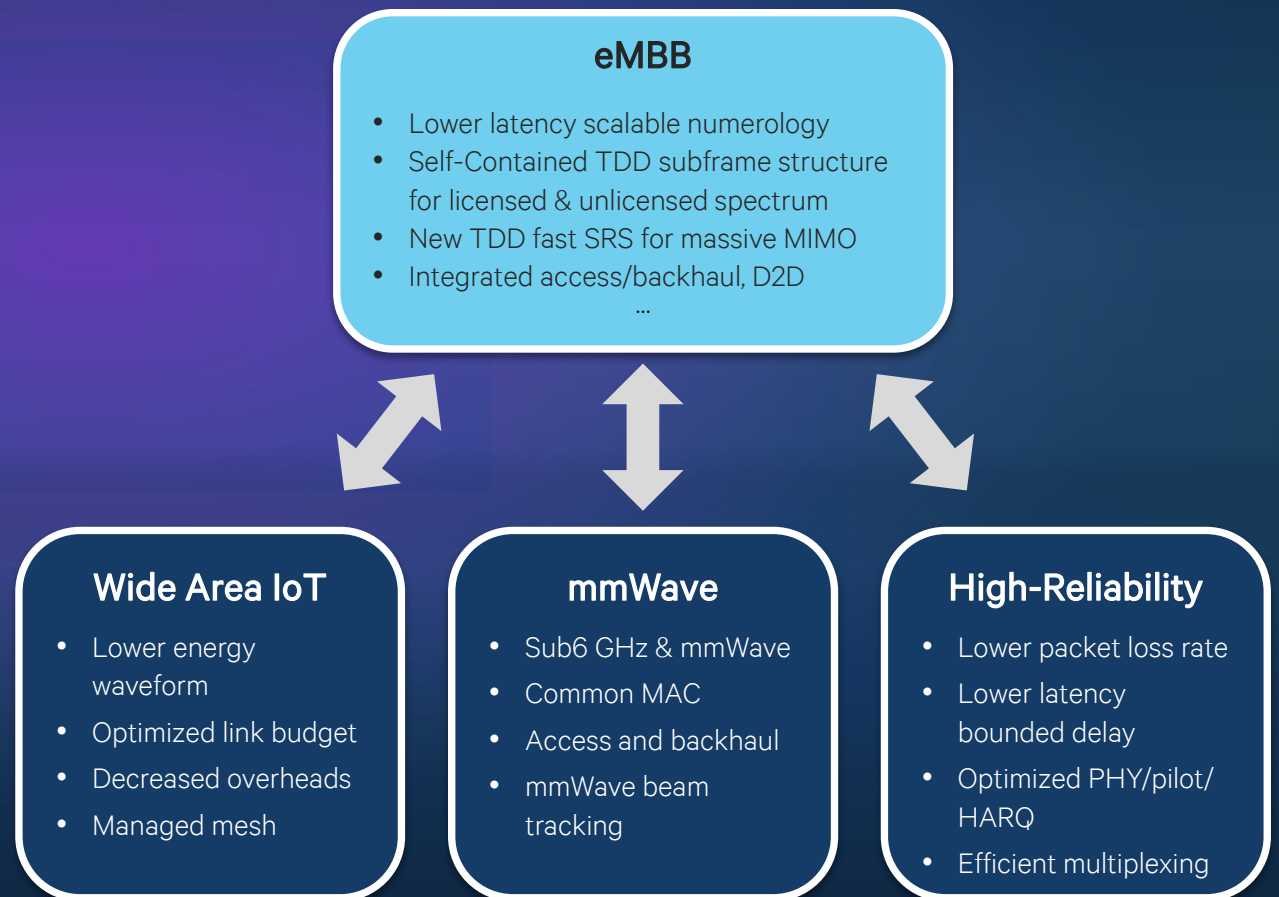 eMBB
• Lower latency scalable numerology
• Self-Contained TDD subframe structure
for licensed & unlicensed spectrum
• New TDD fast SRS for massive MIMO
• Integrated access/backhaul, D2D
...
Wide Area IoT
• Lower energy
waveform
• Optimized link budget
• Decreased overheads
• Managed mesh
mmWave
• Sub6 GHz & mmWave
• Common MAC
• Access and backhaul
• mmWave beam
tracking
High-Reliability
• Lower packet loss rate
• Lower latency
bounded delay
• Optimized PHY/pilot/
HARQ
• Efficient multiplexing